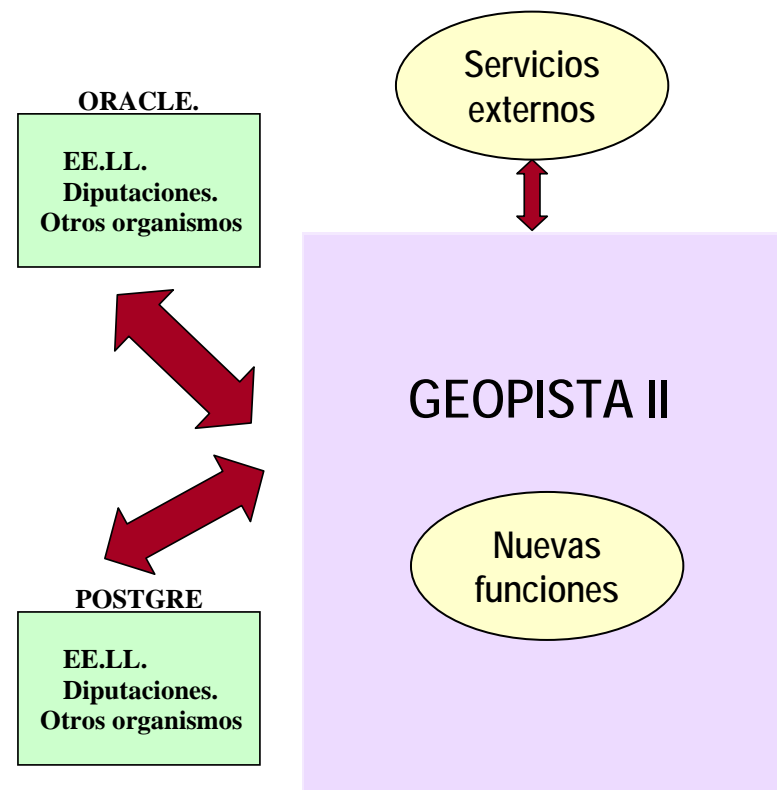 Servicios
externos
ORACLE.
EE.LL.
Diputaciones.
Otros organismos
GEOPISTA II
Nuevas
funciones
POSTGRE
EE.LL.
Diputaciones.
Otros organismos